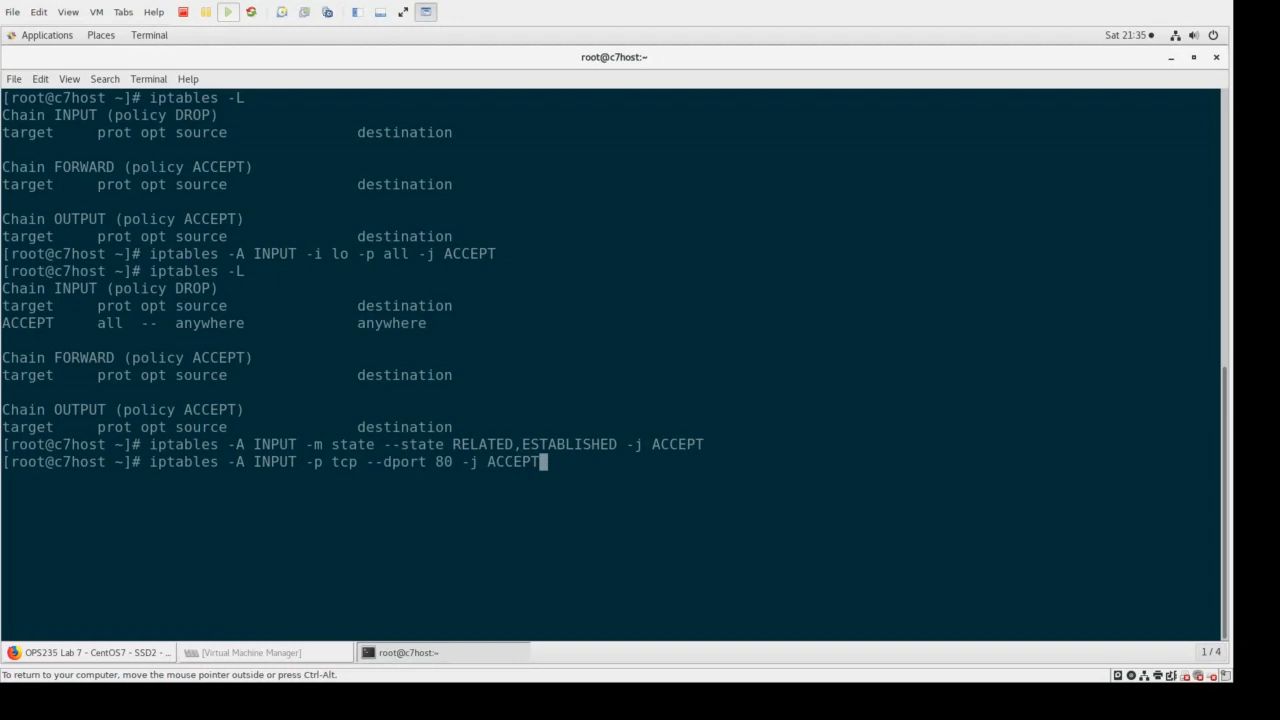 File Edit View VM Tabs Help
Applications Places Terminal Sat 21:35
root@c7host:~
File Edit View Search Terminal Help
[root@c7host ~]# iptables -L
Chain INPUT (policy DROP)
target prot opt source destination
Chain FORWARD (policy ACCEPT)
target prot opt source destination
Chain OUTPUT (policy ACCEPT)
target prot opt source destination
[root@c7host ~]# iptables -A INPUT -i lo -p all -j ACCEPT
[root@c7host ~]# iptables -L
Chain INPUT (policy DROP)
target prot opt source destination
ACCEPT all -- anywhere anywhere
Chain FORWARD (policy ACCEPT)
target prot opt source destination
Chain OUTPUT (policy ACCEPT)
target prot opt source destination
[root@c7host ~]# iptables -A INPUT -m state --state RELATED,ESTABLISHED -j ACCEPT
[root@c7host ~]# iptables -A INPUT -p tcp --dport 80 -j ACCEPT
OPS235 Lab 7 - CentOS7 - SSD2 - ... [Virtual Machine Manager] root@c7host:~ 1 / 4
To return to your computer, move the mouse pointer outside or press Ctrl-Alt.